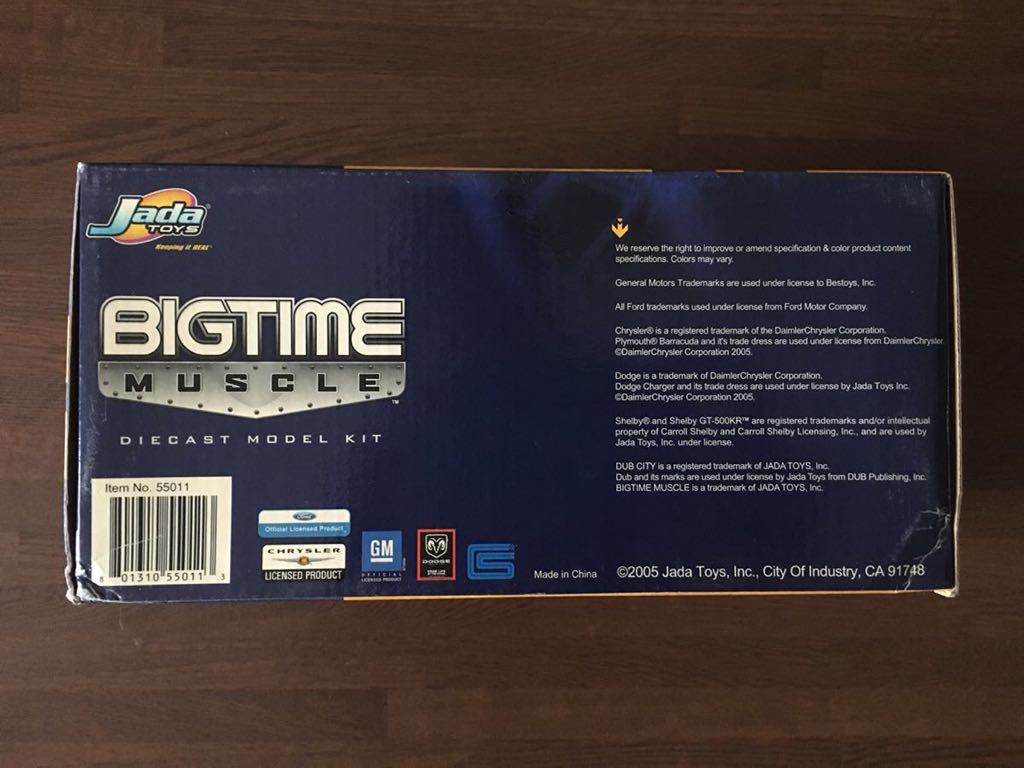 Jada
TOYS
Keeping it REAL™
BIGTIME
MUSCLE™
DIECAST MODEL KIT
Item No. 55011
8 01310 55011 3
Ford
Official Licensed Product
CHRYSLER
LICENSED PRODUCT
GM
OFFICIAL
LICENSED PRODUCT
DODGE
We reserve the right to improve or amend specification & color product content
specifications. Colors may vary.
General Motors Trademarks are used under license to Bestoys, Inc.
All Ford trademarks used under license from Ford Motor Company.
Chrysler® is a registered trademark of the DaimlerChrysler Corporation.
Plymouth® Barracuda and it's trade dress are used under license from DaimlerChrysler
©DaimlerChrysler Corporation 2005.
Dodge is a trademark of DaimlerChrysler Corporation.
Dodge Charger and its trade dress are used under license by Jada Toys Inc.
©DaimlerChrysler Corporation 2005.
Shelby® and Shelby GT-500KR™ are registered trademarks and/or intellectual
property of Carroll Shelby and Carroll Shelby Licensing, Inc., and are used by
Jada Toys, Inc. under license.
DUB CITY is a registered trademark of JADA TOYS, Inc.
Dub and its marks are used under license by Jada Toys from DUB Publishing, Inc.
BIGTIME MUSCLE is a trademark of JADA TOYS, Inc.
Made in China
©2005 Jada Toys, Inc., City Of Industry, CA 91748